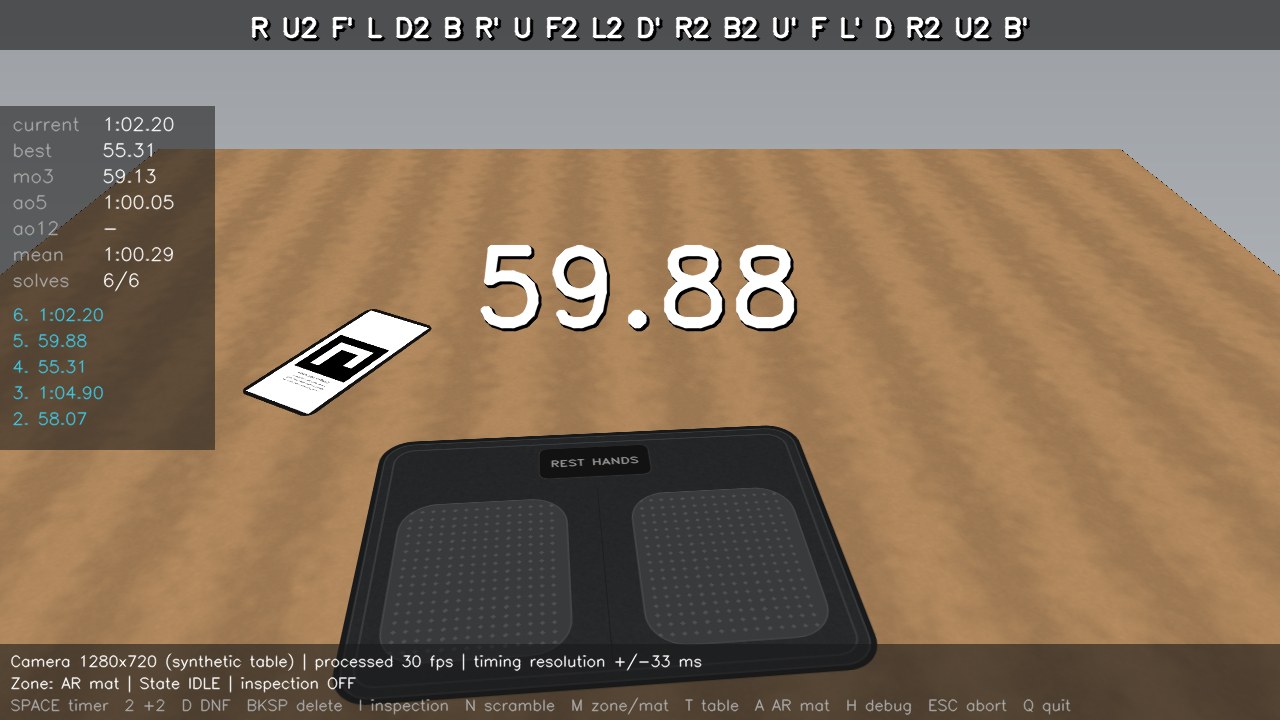 R U2 F' L D2 B R' U F2 L2 D' R2 B2 U' F L' D R2 U2 B'
current 1:02.20
best 55.31
mo3 59.13
ao5 1:00.05
ao12 –
mean 1:00.29
solves 6/6
6. 1:02.20
5. 59.88
4. 55.31
3. 1:04.90
2. 58.07
59.88
REST HANDS
Camera 1280x720 (synthetic table) | processed 30 fps | timing resolution +/-33 ms
Zone: AR mat | State IDLE | inspection OFF
SPACE timer 2 +2 D DNF BKSP delete I inspection N scramble M zone/mat T table A AR mat H debug ESC abort Q quit